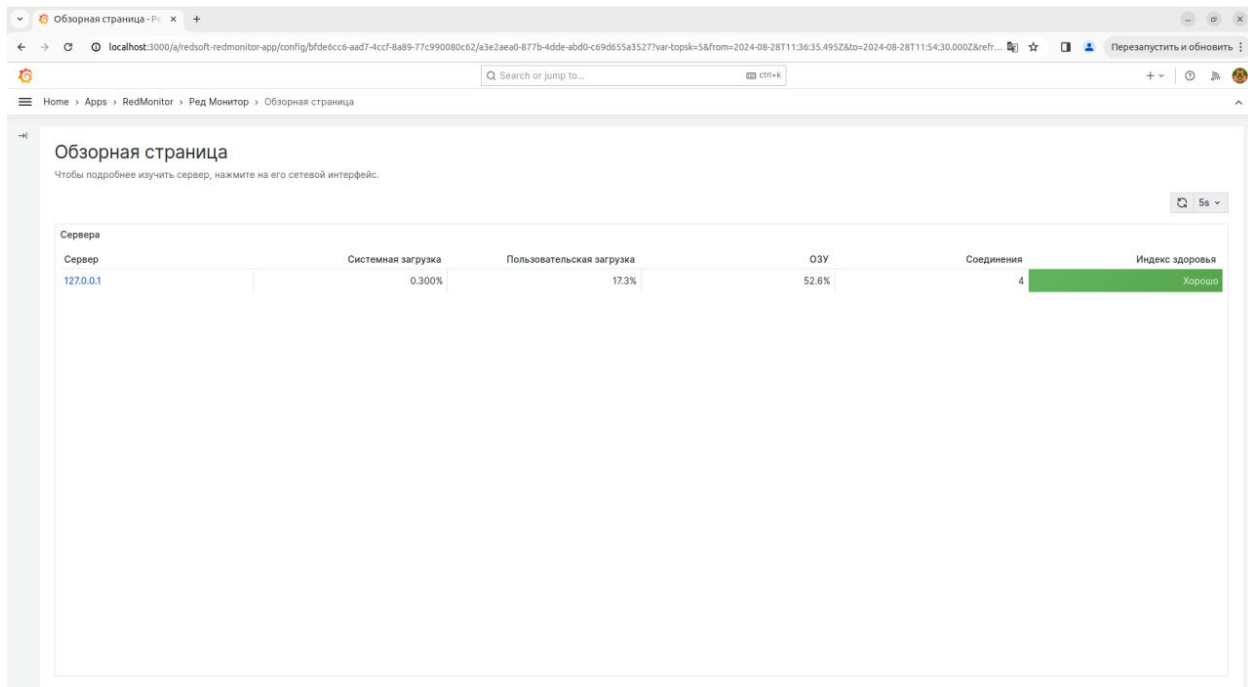 Обзорная страница - Ре
localhost:3000/a/redsoft-redmonitor-app/config/bfde6cc6-aad7-4ccf-8a89-77c990080c62/a3e2aea0-877b-4dde-abd0-c69d655a3527?var-topsk=5&from=2024-08-28T11:36:35.495Z&to=2024-08-28T11:54:30.000Z&refr... Перезапустить и обновить
Search or jump to... ctrl+k
Home > Apps > RedMonitor > Ред Монитор > Обзорная страница
Обзорная страница
Чтобы подробнее изучить сервер, нажмите на его сетевой интерфейс.
5s
Сервера
Сервер Системная загрузка Пользовательская загрузка ОЗУ Соединения Индекс здоровья
127.0.0.1 0.300% 17.3% 52.6% 4 Хорошо